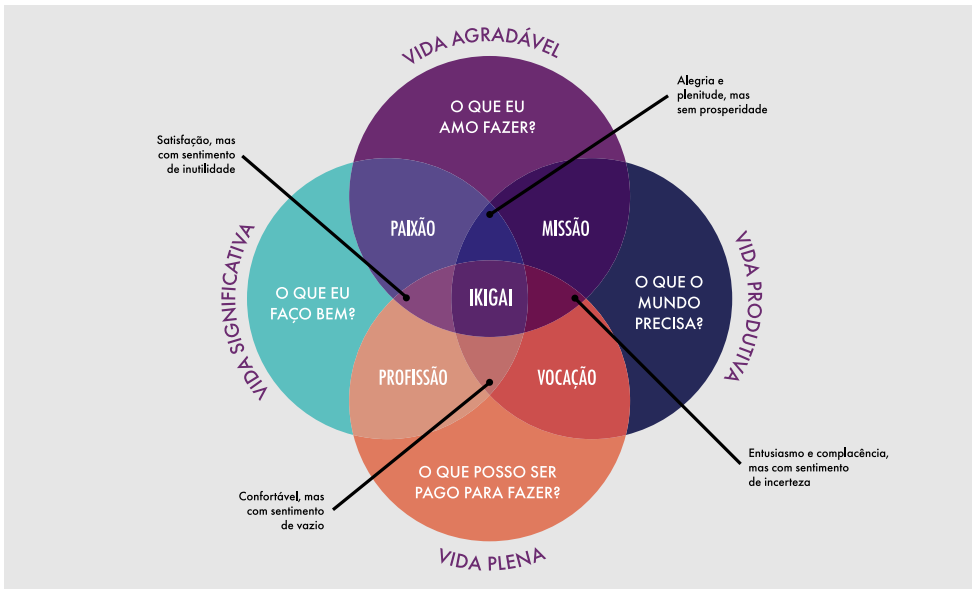 VIDA AGRADÁVEL
Alegria e
plenitude, mas
sem prosperidade
O QUE EU
AMO FAZER?
Satisfação, mas
com sentimento
de inutilidade
PAIXÃO
MISSÃO
VIDA SIGNIFICATIVA
O QUE EU
FAÇO BEM?
IKIGAI
O QUE O
MUNDO
PRECISA?
VIDA PRODUTIVA
PROFISSÃO
VOCAÇÃO
Entusiasmo e complacência,
mas com sentimento
de incerteza
O QUE POSSO SER
PAGO PARA FAZER?
Confortável, mas
com sentimento
de vazio
VIDA PLENA